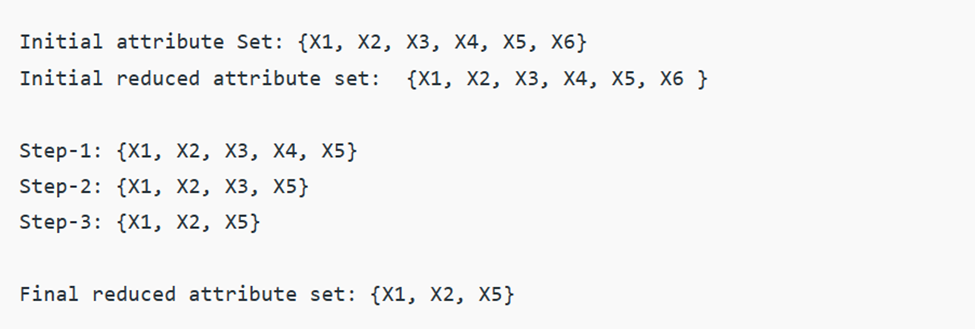 Initial attribute Set: {X1, X2, X3, X4, X5, X6}
Initial reduced attribute set:  {X1, X2, X3, X4, X5, X6 }
Step-1: {X1, X2, X3, X4, X5}
Step-2: {X1, X2, X3, X5}
Step-3: {X1, X2, X5}
Final reduced attribute set: {X1, X2, X5}